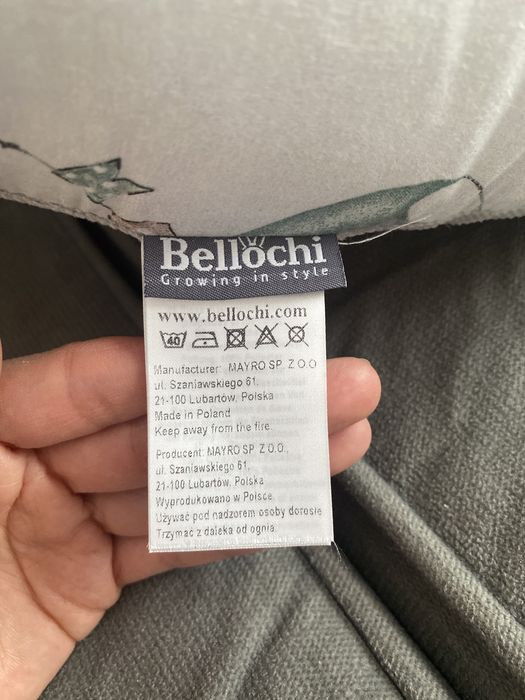 Bellochi
Growing in style
www.bellochi.com
40
Manufacturer: MAYRO SP. Z O.O
ul. Szaniawskiego 61,
21-100 Lubartów, Polska
Made in Poland
Keep away from the fire
Producent: MAYRO SP. Z O.O.,
ul. Szaniawskiego 61,
21-100 Lubartów, Polska
Wyprodukowano w Polsce
Używać pod nadzorem osoby dorosłe
Trzymać z daleka od ognia